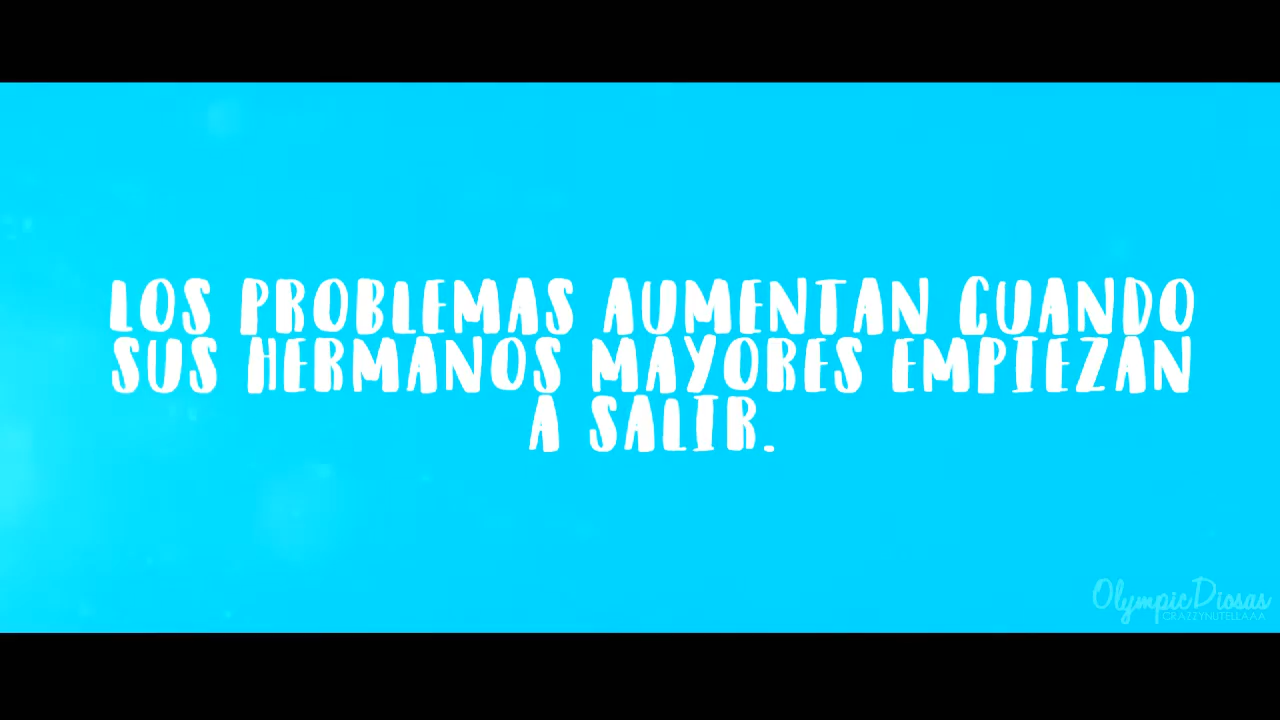 LOS PROBLEMAS AUMENTAN CUANDO
SUS HERMANOS MAYORES EMPIEZAN
A SALIR.
OlympicDiosas
CRAZZYNUTELLAAA